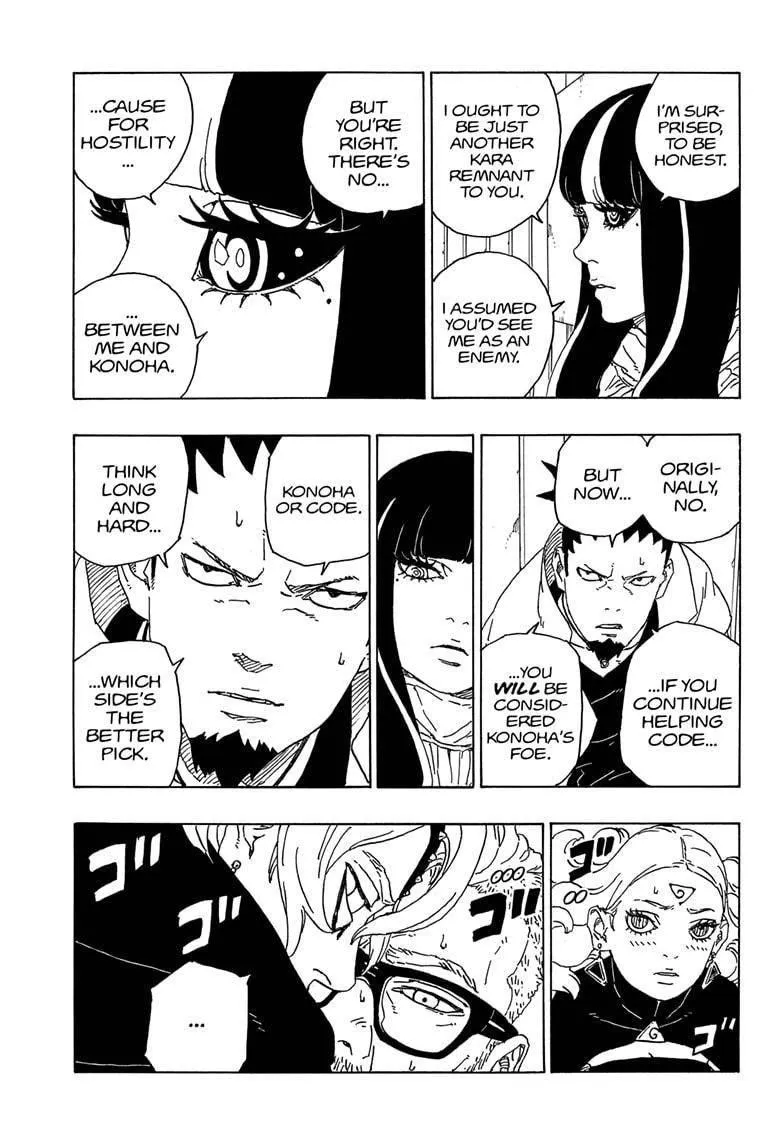 I'M SUR-
PRISED,
TO BE
HONEST.
I OUGHT TO
BE JUST
ANOTHER
KARA
REMNANT
TO YOU.
I ASSUMED
YOU'D SEE
ME AS AN
ENEMY.
BUT
YOU'RE
RIGHT.
THERE'S
NO...
...CAUSE
FOR
HOSTILITY
...
...
BETWEEN
ME AND
KONOHA.
ORIGI-
NALLY,
NO.
BUT
NOW...
...IF YOU
CONTINUE
HELPING
CODE...
...YOU
WILL BE
CONSID-
ERED
KONOHA'S
FOE.
KONOHA
OR CODE.
THINK
LONG
AND
HARD...
...WHICH
SIDE'S
THE
BETTER
PICK.
ゴ
ゴ
ゴ
ゴ
ゴ
...